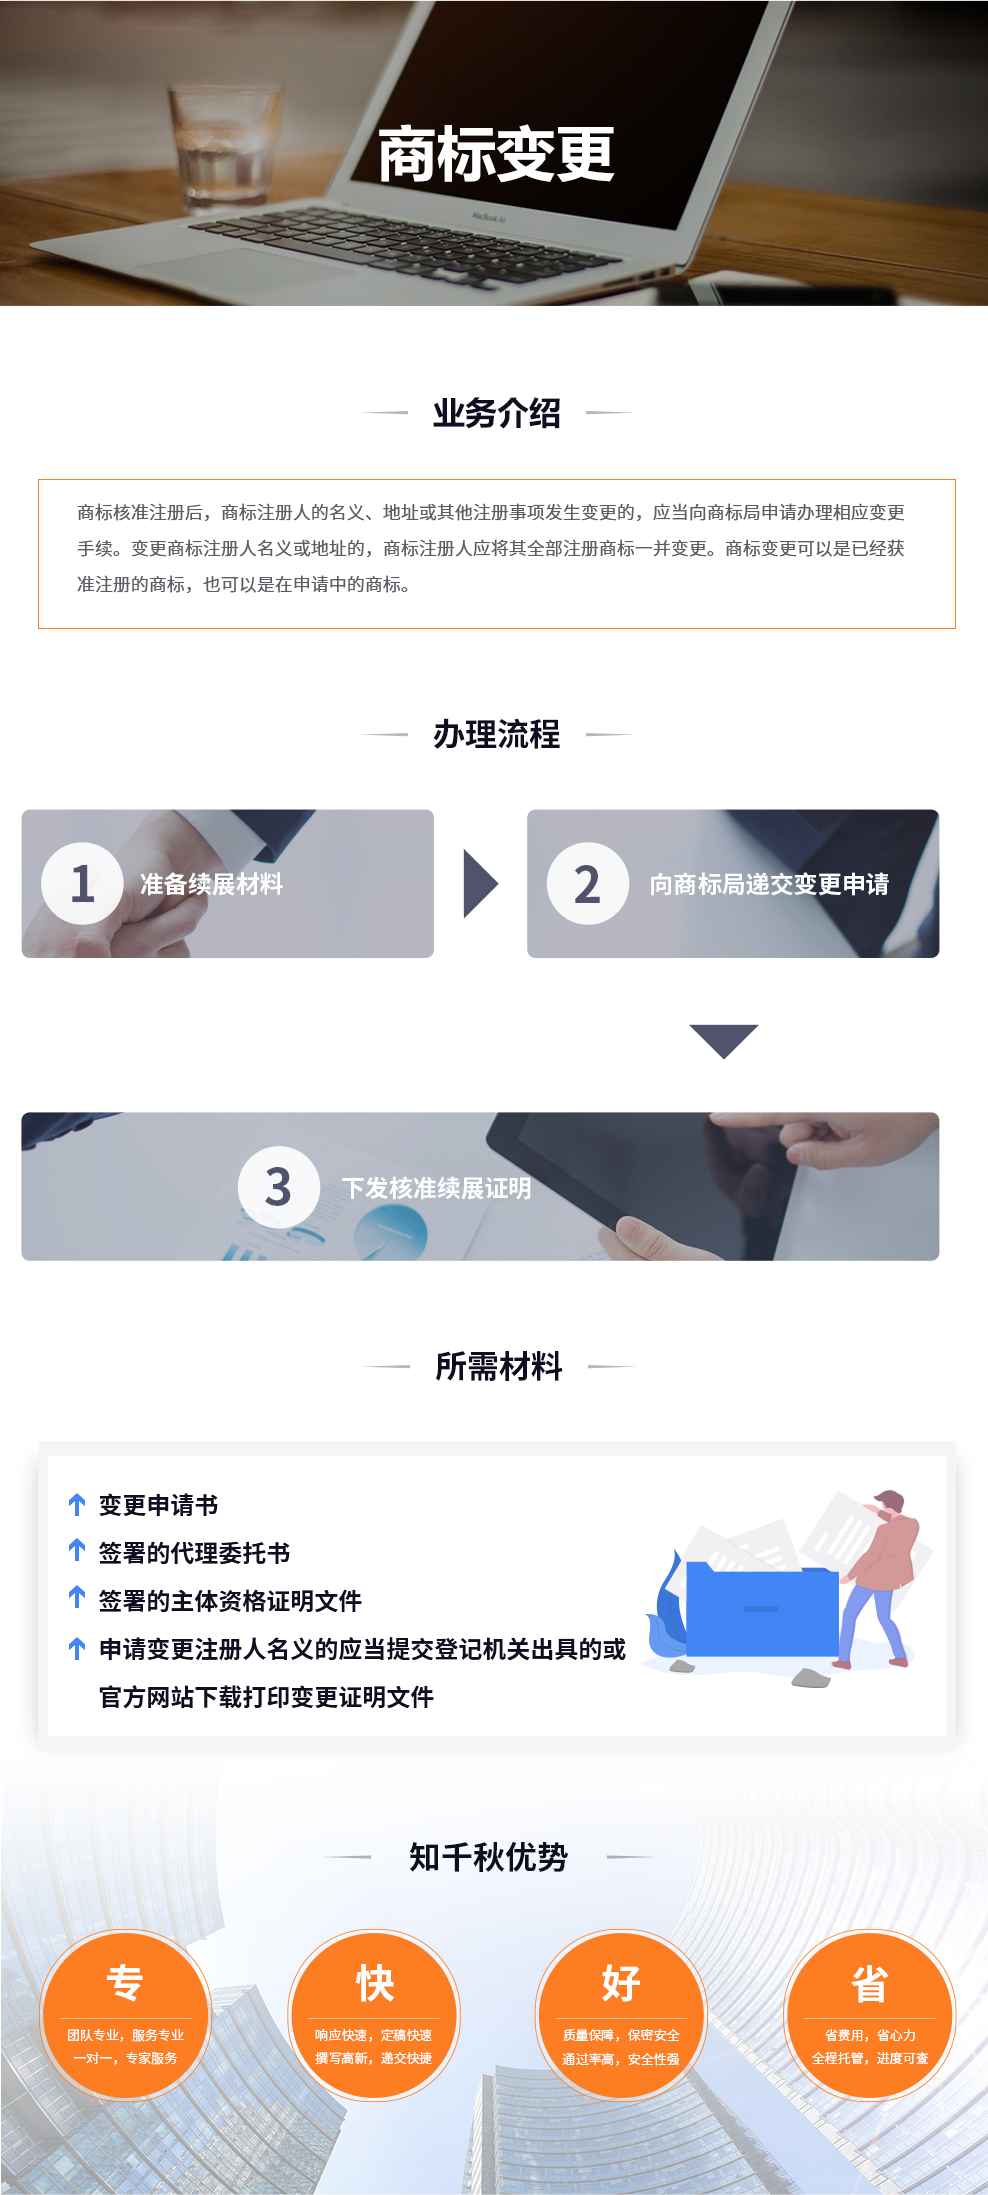 商标变更
MacBook Air
业务介绍
商标核准注册后，商标注册人的名义、地址或其他注册事项发生变更的，应当向商标局申请办理相应变更
手续。变更商标注册人名义或地址的，商标注册人应将其全部注册商标一并变更。商标变更可以是已经获
准注册的商标，也可以是在申请中的商标。
办理流程
1
准备续展材料
2
向商标局递交变更申请
3
下发核准续展证明
所需材料
变更申请书
签署的代理委托书
签署的主体资格证明文件
申请变更注册人名义的应当提交登记机关出具的或
官方网站下载打印变更证明文件
知千秋优势
专
团队专业，服务专业
一对一，专家服务
快
响应快速，定稿快速
撰写高新，递交快捷
好
质量保障，保密安全
通过率高，安全性强
省
省费用，省心力
全程托管，进度可查